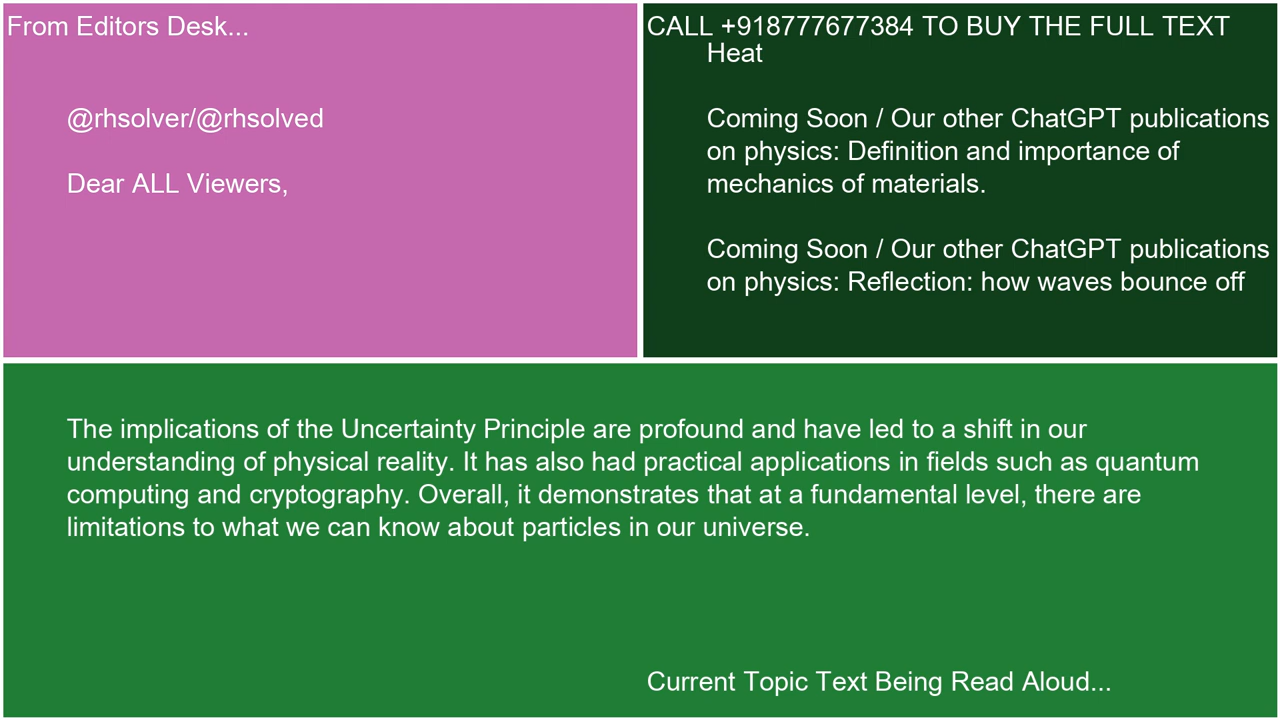 From Editors Desk...
@rhsolver/@rhsolved
Dear ALL Viewers,
CALL +918777677384 TO BUY THE FULL TEXT
Heat
Coming Soon / Our other ChatGPT publications
on physics: Definition and importance of
mechanics of materials.
Coming Soon / Our other ChatGPT publications
on physics: Reflection: how waves bounce off
The implications of the Uncertainty Principle are profound and have led to a shift in our
understanding of physical reality. It has also had practical applications in fields such as quantum
computing and cryptography. Overall, it demonstrates that at a fundamental level, there are
limitations to what we can know about particles in our universe.
Current Topic Text Being Read Aloud...